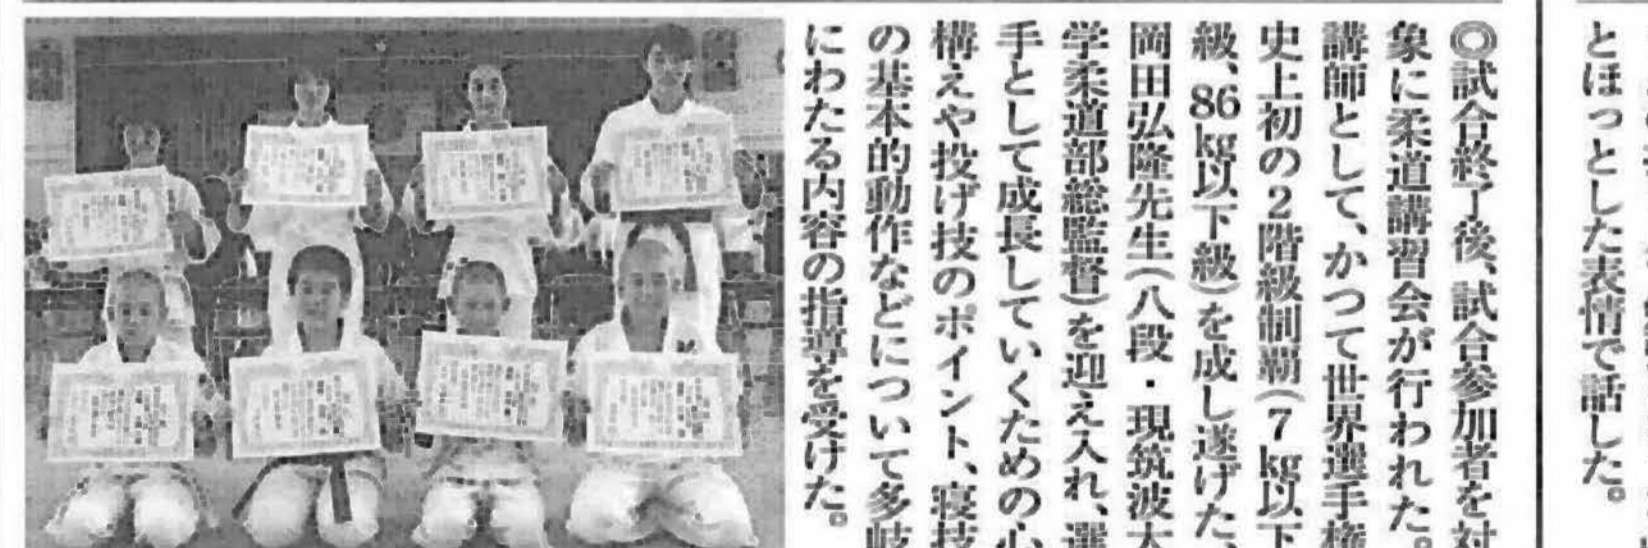 とほっとした表情で話した。
◎試合終了後、試合参加者を対
象に柔道講習会が行われた。
講師として、かつて世界選手権
史上初の2階級制覇(7kg以下
級、86kg以下級)を成し遂げた、
岡田弘隆先生(八段・現筑波大
学柔道部総監督)を迎え入れ、選
手として成長していくための心
構えや投げ技のポイント、寝技
の基本的動作などについて多岐
にわたる内容の指導を受けた。